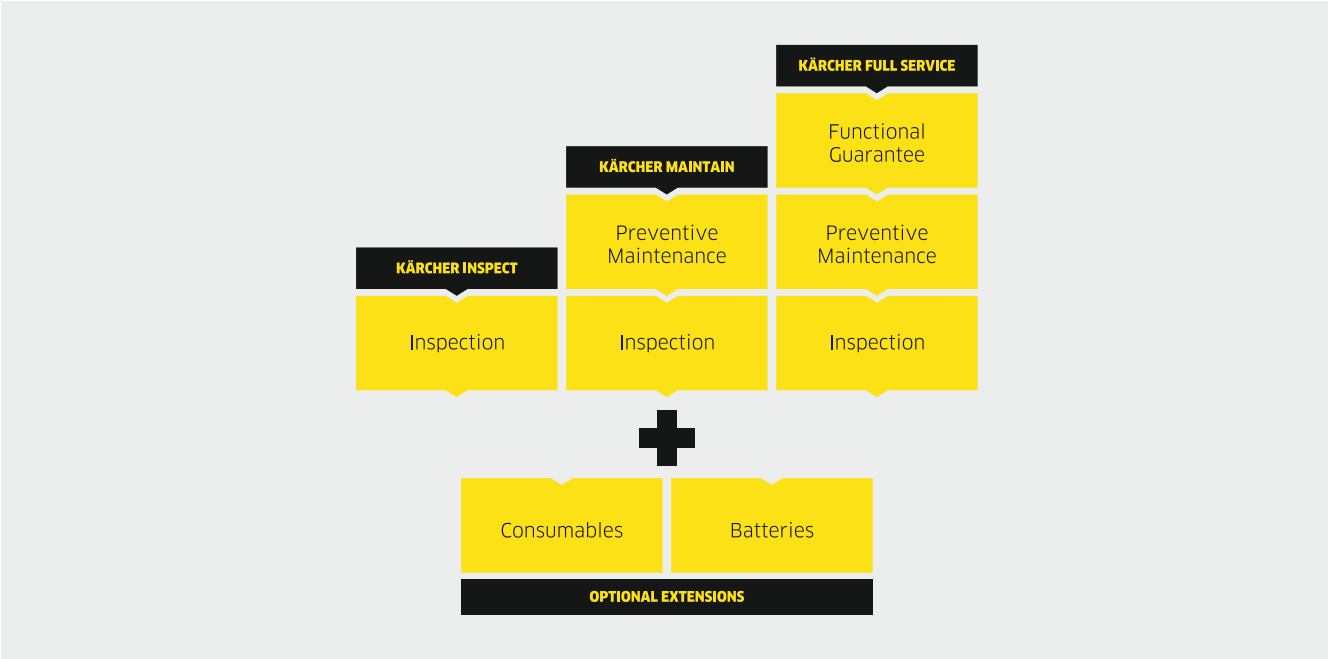 KÄRCHER FULL SERVICE
Functional
Guarantee
KÄRCHER MAINTAIN
Preventive
Maintenance
Preventive
Maintenance
KÄRCHER INSPECT
Inspection
Inspection
Inspection
Consumables
Batteries
OPTIONAL EXTENSIONS